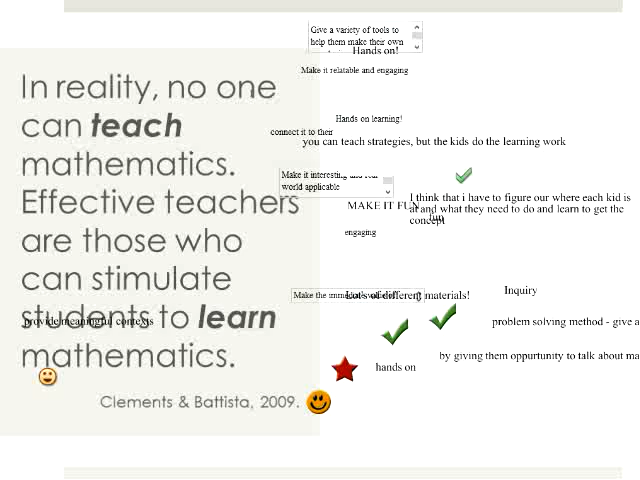 Give a variety of tools to
help them make their own
Hands on!
Make it relatable and engaging
In reality, no one
can teach
mathematics.
Effective teachers
are those who
can stimulate
students to learn
mathematics.
Clements & Battista, 2009.
Hands on learning!
connect it to their
you can teach strategies, but the kids do the learning work
Make it interesting and real
world applicable
I think that i have to figure our where each kid is
at and what they need to do and learn to get the
concept
MAKE IT FUN
fun
engaging
Make the immediate
Lots of different materials!
Inquiry
provide meaningful contexts
problem solving method - give a
by giving them oppurtunity to talk about ma
hands on